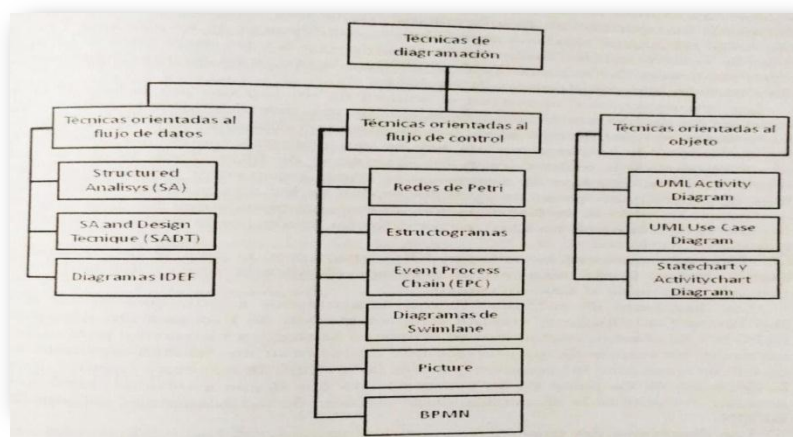 Técnicas de
diagramación
Técnicas orientadas al
flujo de datos
Structured
Analisys (SA)
SA and Design
Tecnique (SADT)
Diagramas IDEF
Técnicas orientadas al
flujo de control
Redes de Petri
Estructogramas
Event Process
Chain (EPC)
Diagramas de
Swimlane
Picture
BPMN
Técnicas orientadas al
objeto
UML Activity
Diagram
UML Use Case
Diagram
Statechart y
Activitychart
Diagram